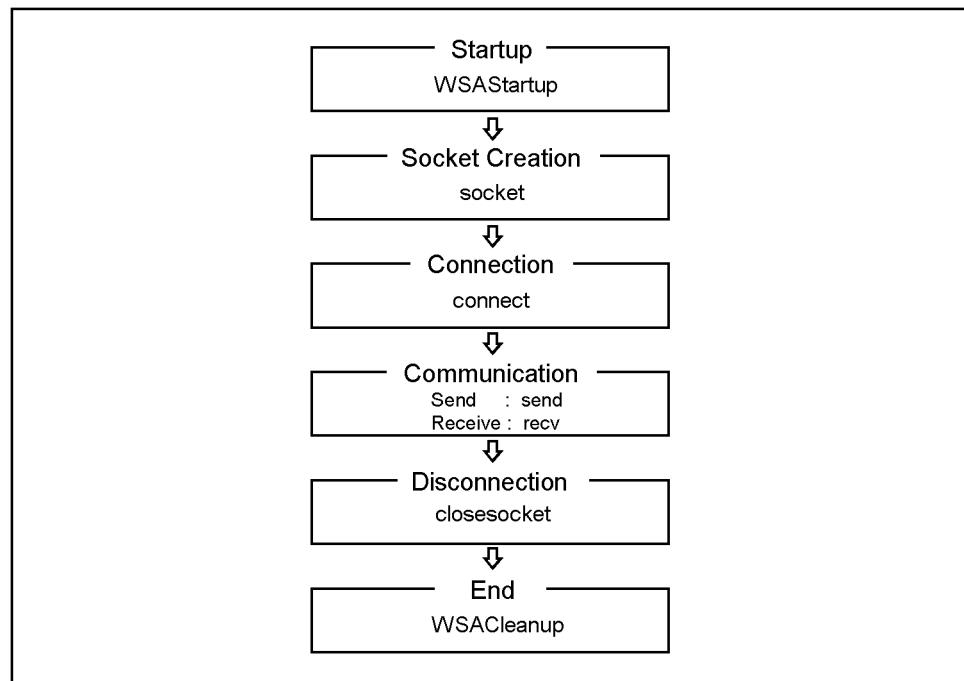 Startup
WSAStartup
Socket Creation
socket
Connection
connect
Communication
Send : send
Receive : recv
Disconnection
closesocket
End
WSACleanup